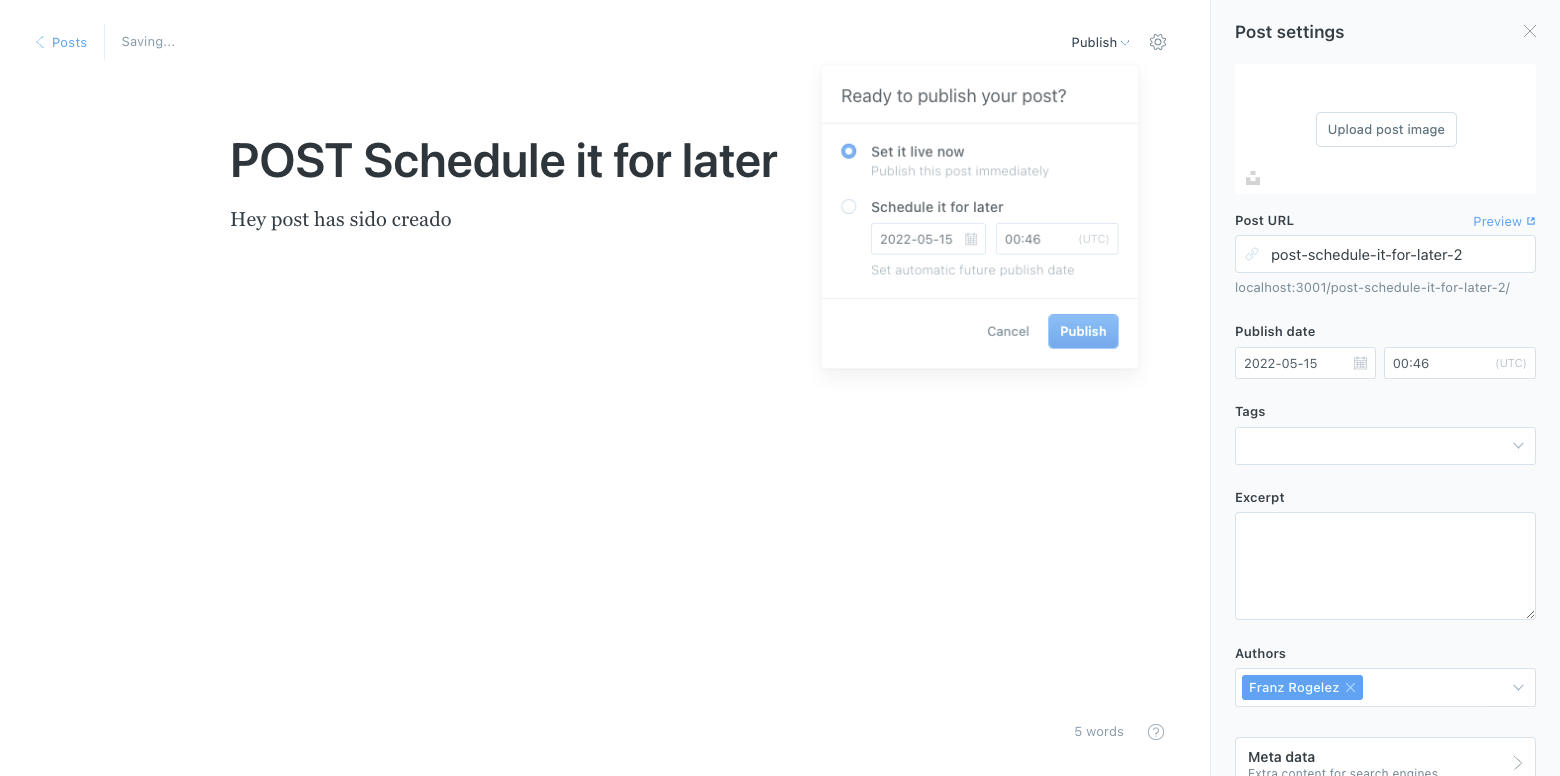 Posts
Saving...
Publish
POST Schedule it for later
Hey post has sido creado
Ready to publish your post?
Set it live now
Publish this post immediately
Schedule it for later
2022-05-15
00:46 (UTC)
Set automatic future publish date
Cancel
Publish
5 words
?
Post settings
Upload post image
Post URL
Preview
post-schedule-it-for-later-2
localhost:3001/post-schedule-it-for-later-2/
Publish date
2022-05-15
00:46 (UTC)
Tags
Excerpt
Authors
Franz Rogelez
Meta data
Extra content for search engines